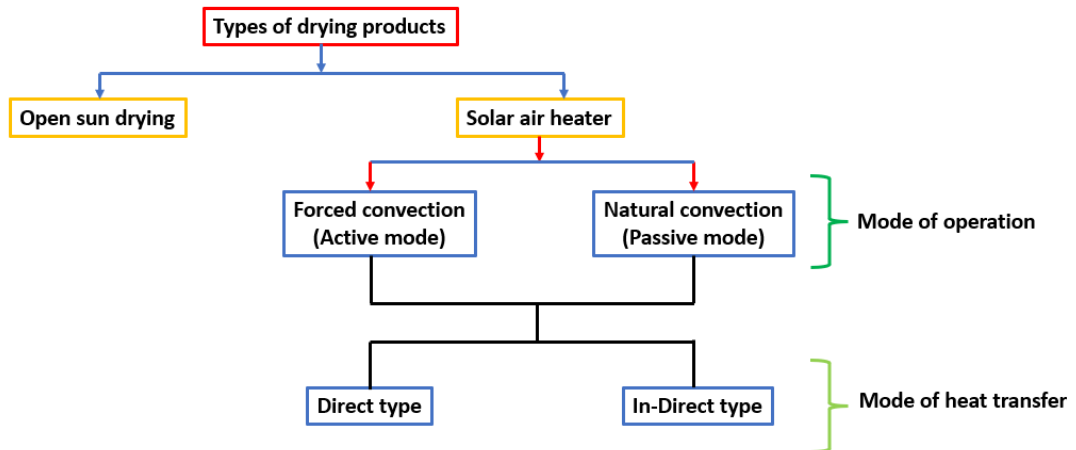 Types of drying products
Open sun drying
Solar air heater
Forced convection
(Active mode)
Natural convection
(Passive mode)
Mode of operation
Direct type
In-Direct type
Mode of heat transfer